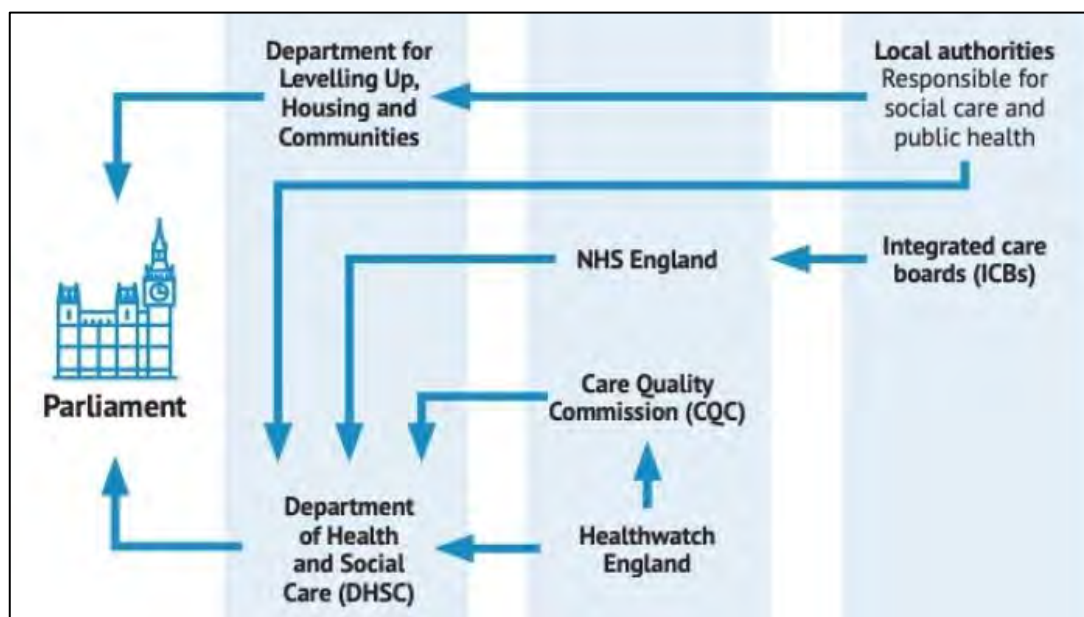 Department for
Levelling Up,
Housing and
Communities
Local authorities
Responsible for
social care and
public health
NHS England
Integrated care
boards (ICBs)
Parliament
Care Quality
Commission (CQC)
Department
of Health
and Social
Care (DHSC)
Healthwatch
England